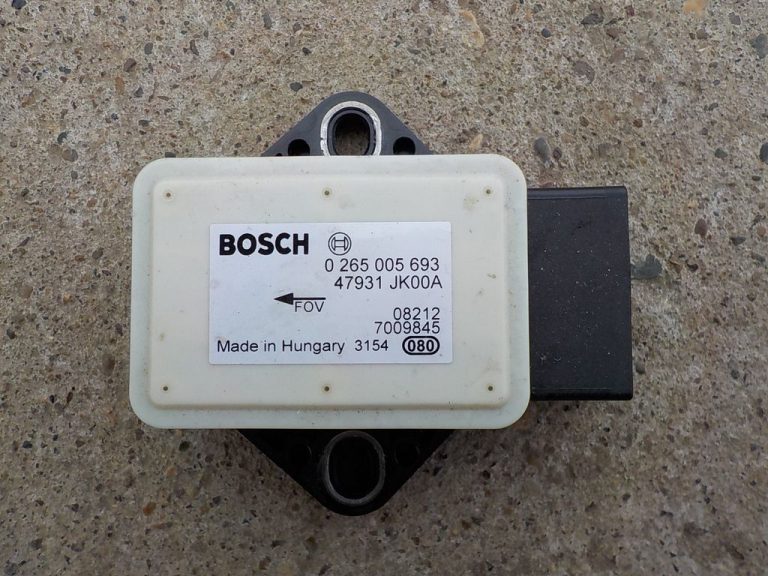 BOSCH
0 265 005 693
47931 JK00A
FOV
08212
7009845
Made in Hungary 3154 080